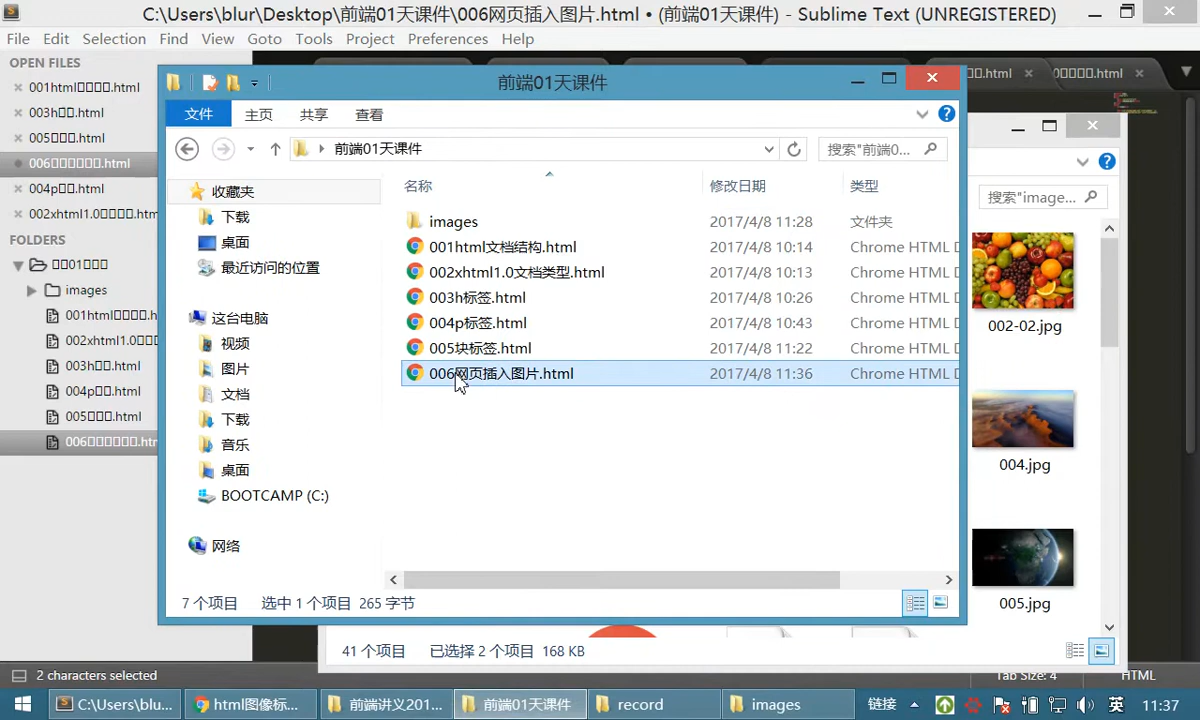 C:\Users\blur\Desktop\前端01天课件\006网页插入图片.html • (前端01天课件) - Sublime Text (UNREGISTERED)
File Edit Selection Find View Goto Tools Project Preferences Help
OPEN FILES
001html□□□□.html
003h□□.html
005□□□.html
006□□□□□□.html
004p□□.html
002xhtml1.0□□□□.htm
FOLDERS
□□01□□□
images
001html□□□□.h
002xhtml1.0□□
003h□□.html
004p□□.html
005□□□.html
006□□□□□□.htm
前端01天课件
文件 主页 共享 查看
前端01天课件
搜索"前端0...
收藏夹
下载
桌面
最近访问的位置
这台电脑
视频
图片
文档
下载
音乐
桌面
BOOTCAMP (C:)
网络
名称 修改日期 类型
images 2017/4/8 11:28 文件夹
001html文档结构.html 2017/4/8 10:14 Chrome HTML D
002xhtml1.0文档类型.html 2017/4/8 10:13 Chrome HTML D
003h标签.html 2017/4/8 10:26 Chrome HTML D
004p标签.html 2017/4/8 10:43 Chrome HTML D
005块标签.html 2017/4/8 11:22 Chrome HTML D
006网页插入图片.html 2017/4/8 11:36 Chrome HTML D
7 个项目 选中 1 个项目 265 字节
搜索"image...
002-02.jpg
004.jpg
005.jpg
41 个项目 已选择 2 个项目 168 KB
2 characters selected
Tab Size: 4 HTML
C:\Users\blu... html图像标... 前端讲义201... 前端01天课件 record images 链接 英 11:37